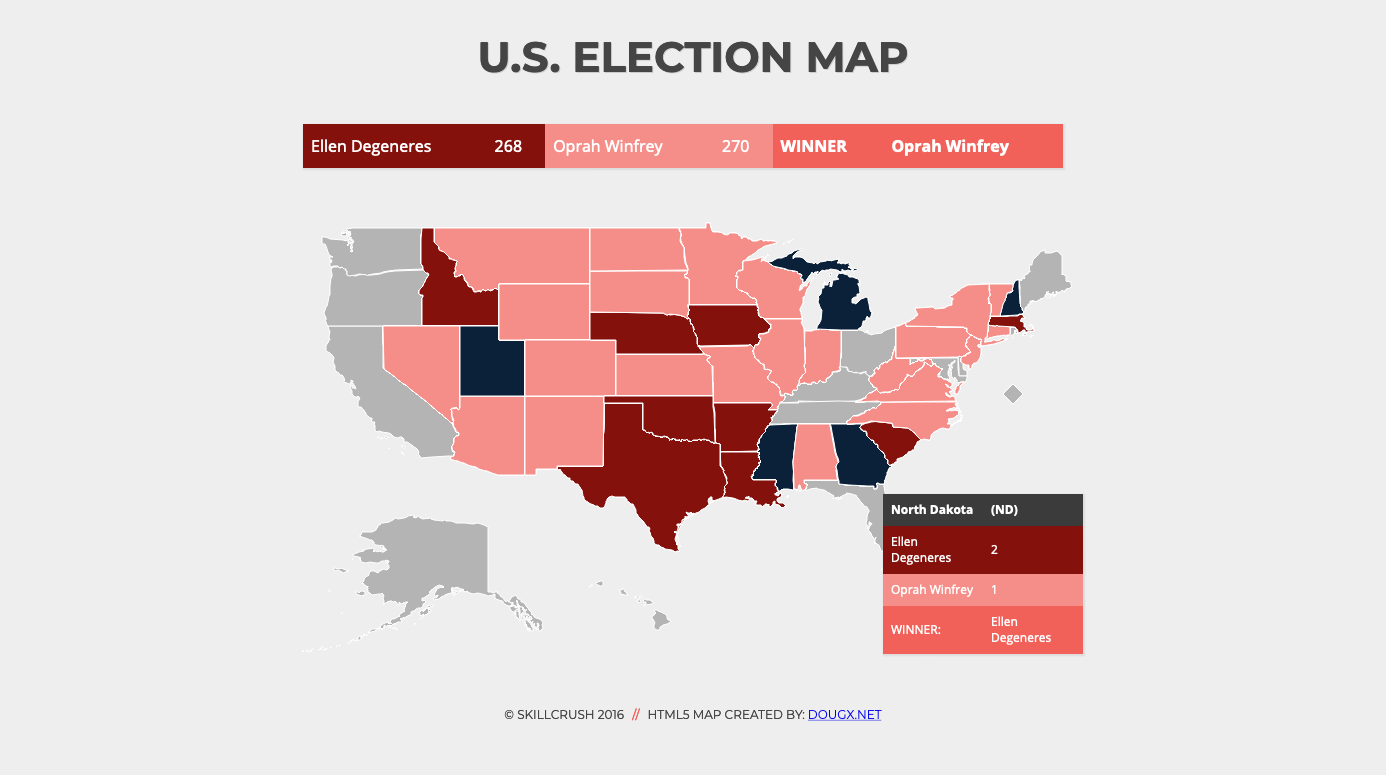 U.S. ELECTION MAP
Ellen Degeneres 268 Oprah Winfrey 270 WINNER Oprah Winfrey
North Dakota (ND)
Ellen
Degeneres 2
Oprah Winfrey 1
WINNER: Ellen
Degeneres
© SKILLCRUSH 2016 // HTML5 MAP CREATED BY: DOUGX.NET